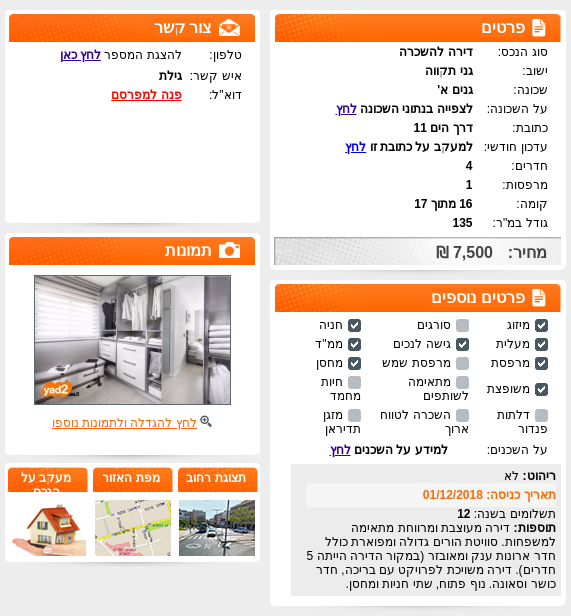 פרטים
סוג הנכס: דירה להשכרה
ישוב: גני תקווה
שכונה: גנים א'
על השכונה: לצפייה בנתוני השכונה לחץ
כתובת: דרך הים 11
עדכון חודשי: למעקב על כתובת זו לחץ
חדרים: 4
מרפסות: 1
קומה: 16 מתוך 17
גודל במ"ר: 135
מחיר: 7,500 ₪
צור קשר
טלפון: להצגת המספר לחץ כאן
איש קשר: גילת
דוא"ל: פנה למפרסם
תמונות
yad2.co.il
לחץ להגדלה ולתמונות נוספו
תצוגת רחוב
מפת האזור
מעקב על
הנכס
פרטים נוספים
מיזוג סורגים חניה
מעלית גישה לנכים ממ"ד
מרפסת מרפסת שמש מחסן
משופצת מתאימה לשותפים חיות מחמד
דלתות פנדור השכרה לטווח ארוך מזגן תדיראן
על השכנים: למידע על השכנים לחץ
ריהוט: לא
תאריך כניסה: 01/12/2018
תשלומים בשנה: 12
תוספות: דירה מעוצבת ומרווחת מתאימה
למשפחות. סוויטת הורים גדולה ומפוארת כולל
חדר ארונות ענק ומאובזר (במקור הדירה הייתה 5
חדרים). דירה משויכת לפרויקט עם בריכה, חדר
כושר וסאונה. נוף פתוח, שתי חניות ומחסן.